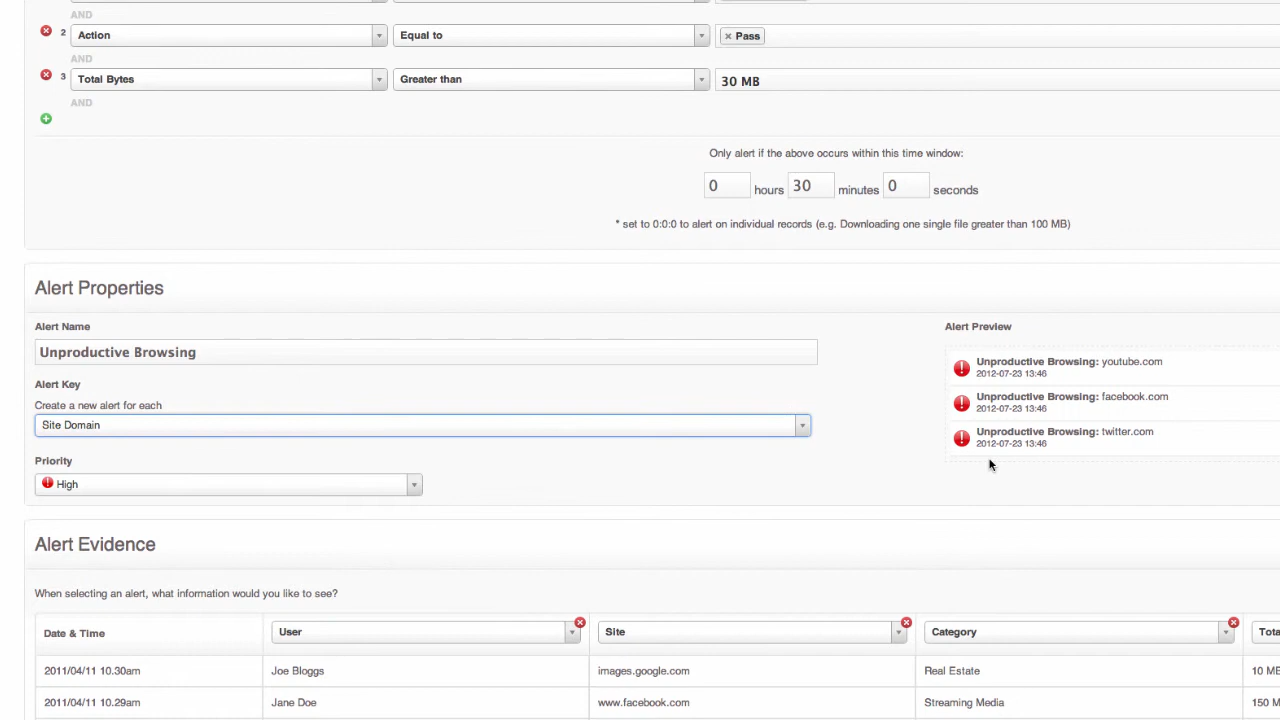 AND
2 Action Equal to × Pass
AND
3 Total Bytes Greater than 30 MB
AND
Only alert if the above occurs within this time window:
0 hours 30 minutes 0 seconds
* set to 0:0:0 to alert on individual records (e.g. Downloading one single file greater than 100 MB)
Alert Properties
Alert Name
Unproductive Browsing
Alert Key
Create a new alert for each
Site Domain
Priority
High
Alert Preview
Unproductive Browsing: youtube.com
2012-07-23 13:46
Unproductive Browsing: facebook.com
2012-07-23 13:46
Unproductive Browsing: twitter.com
2012-07-23 13:46
Alert Evidence
When selecting an alert, what information would you like to see?
Date & Time User Site Category Tota
2011/04/11 10.30am Joe Bloggs images.google.com Real Estate 10 MB
2011/04/11 10.29am Jane Doe www.facebook.com Streaming Media 150 M